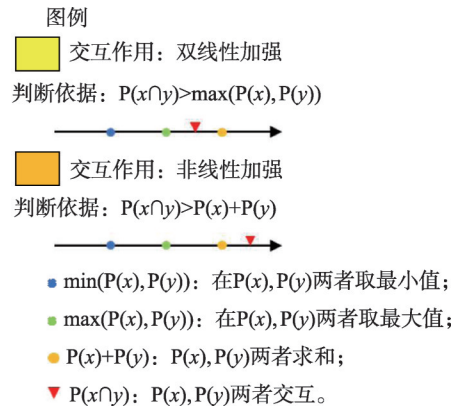 图例
交互作用：双线性加强
判断依据：P(x∩y)>max(P(x),P(y))
交互作用：非线性加强
判断依据：P(x∩y)>P(x)+P(y)
min(P(x),P(y))：在P(x),P(y)两者取最小值；
max(P(x),P(y))：在P(x),P(y)两者取最大值；
P(x)+P(y)：P(x),P(y)两者求和；
P(x∩y)：P(x),P(y)两者交互。